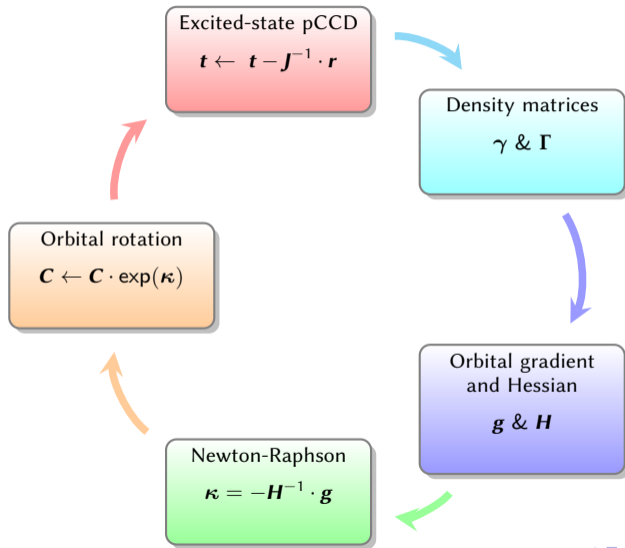 Excited-state pCCD
t ← t − J⁻¹ · r
Density matrices
γ & Γ
Orbital rotation
C ← C · exp(κ)
Orbital gradient
and Hessian
g & H
Newton-Raphson
κ = −H⁻¹ · g